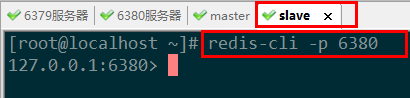 6379服务器 6380服务器 master slave ×
[root@localhost ~]# redis-cli -p 6380
127.0.0.1:6380>